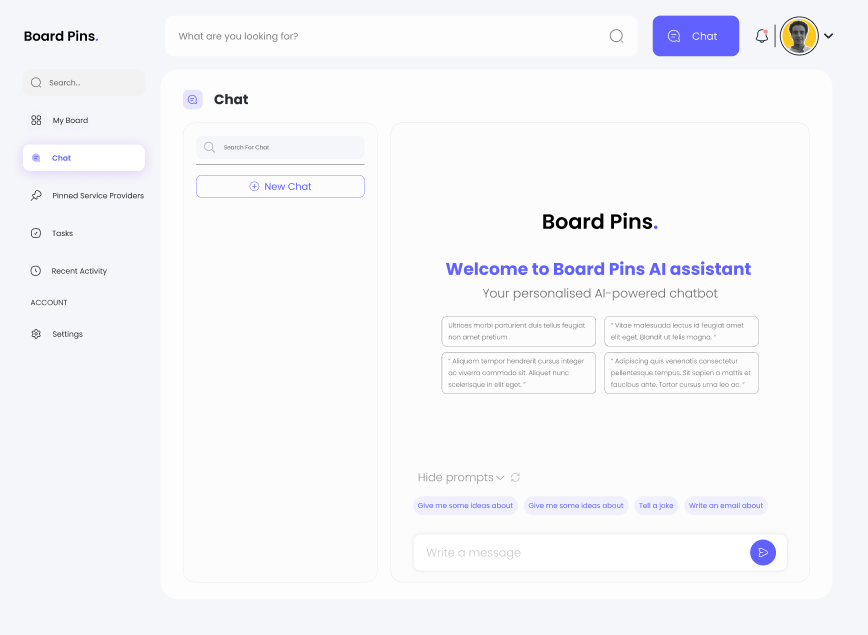 Board Pins.
What are you looking for?
Chat
Search...
My Board
Chat
Pinned Service Providers
Tasks
Recent Activity
ACCOUNT
Settings
Chat
Search For Chat
New Chat
Board Pins.
Welcome to Board Pins AI assistant
Your personalised AI-powered chatbot
Ultrices morbi parturient duis tellus feugiat
non amet pretium .
" Vitae malesuada lectus id feugiat amet
elit eget. Blandit ut felis magna. "
" Aliquam tempor hendrerit cursus integer
ac viverra commodo sit. Aliquet nunc
scelerisque in elit eget. "
" Adipiscing quis venenatis consectetur
pellentesque tempus. Sit sapien a mattis et
faucibus ante. Tortor cursus urna leo ac. "
Hide prompts
Give me some ideas about
Give me some ideas about
Tell a joke
Write an email about
Write a message